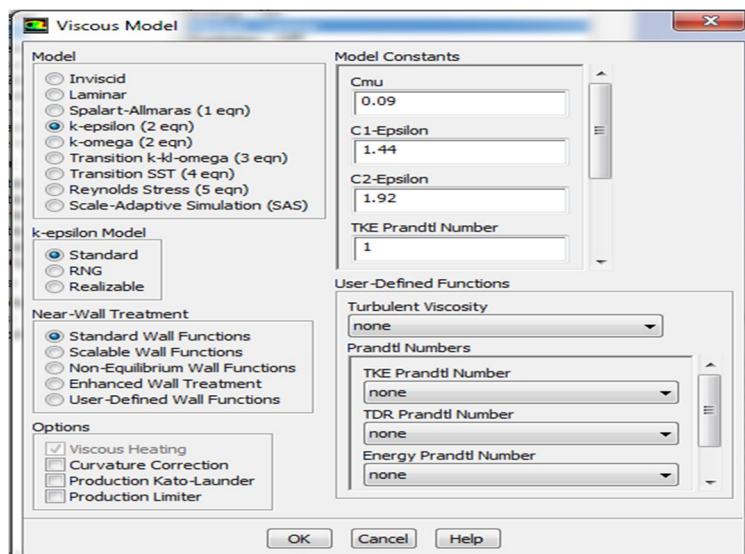 Viscous Model
Model
Inviscid
Laminar
Spalart-Allmaras (1 eqn)
k-epsilon (2 eqn)
k-omega (2 eqn)
Transition k-kl-omega (3 eqn)
Transition SST (4 eqn)
Reynolds Stress (5 eqn)
Scale-Adaptive Simulation (SAS)
k-epsilon Model
Standard
RNG
Realizable
Near-Wall Treatment
Standard Wall Functions
Scalable Wall Functions
Non-Equilibrium Wall Functions
Enhanced Wall Treatment
User-Defined Wall Functions
Options
Viscous Heating
Curvature Correction
Production Kato-Launder
Production Limiter
Model Constants
Cmu
0.09
C1-Epsilon
1.44
C2-Epsilon
1.92
TKE Prandtl Number
1
User-Defined Functions
Turbulent Viscosity
none
Prandtl Numbers
TKE Prandtl Number
none
TDR Prandtl Number
none
Energy Prandtl Number
none
OK
Cancel
Help